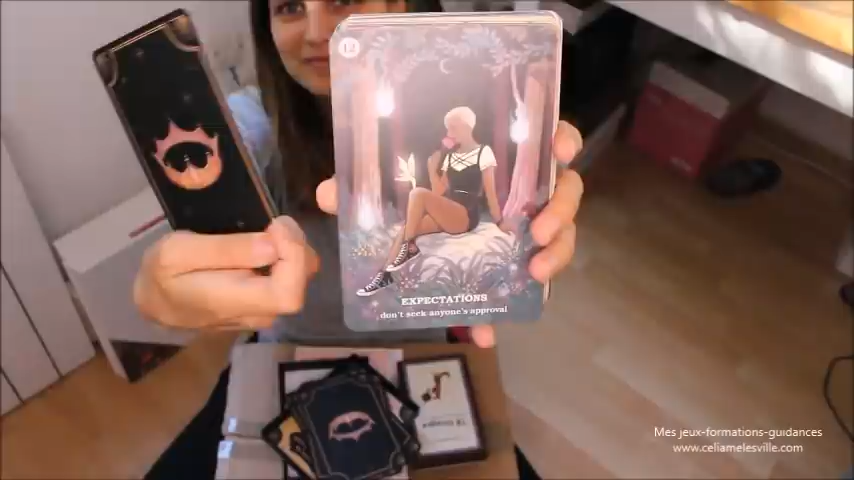 12
EXPECTATIONS
don't seek anyone's approval
Mes jeux-formations-guidances
www.celiamelesville.com